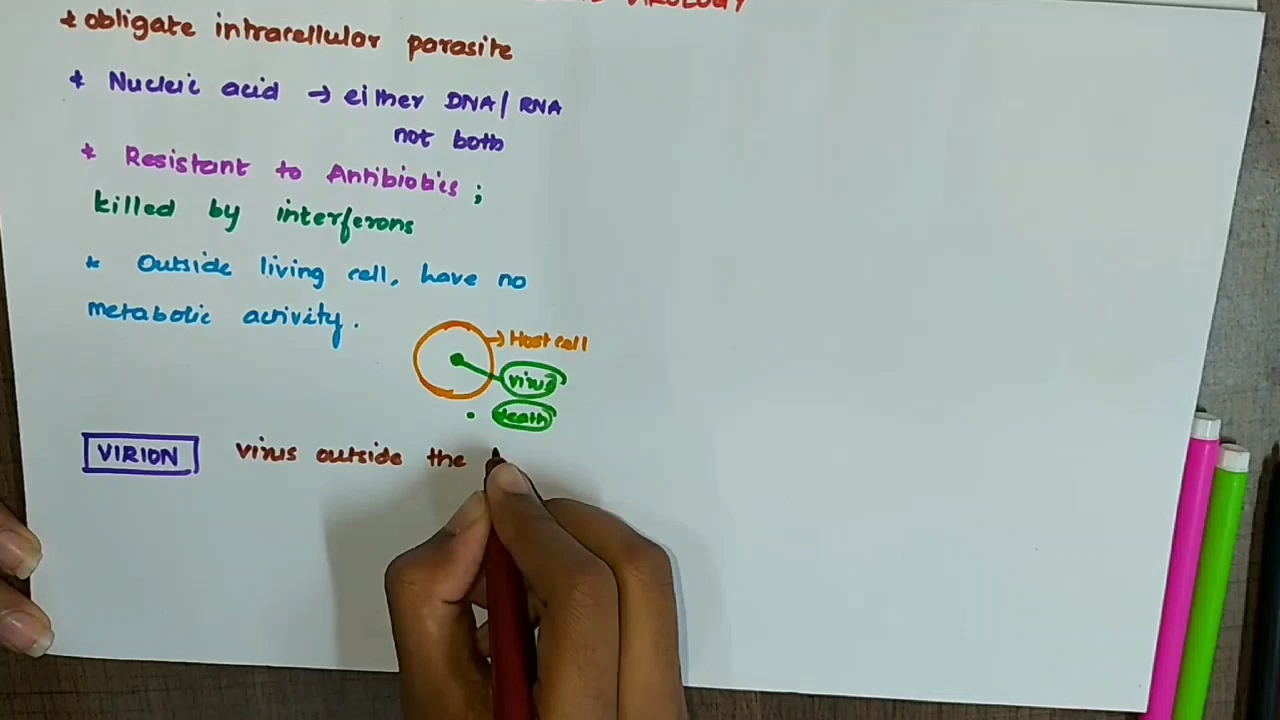 VIROLOGY
* obligate intracellular parasite
* Nucleic acid → either DNA/RNA
not both
* Resistant to Antibiotics ;
killed by interferons
* Outside living cell, have no
metabolic activity.
→ Host cell
virus
death
VIRION virus outside the